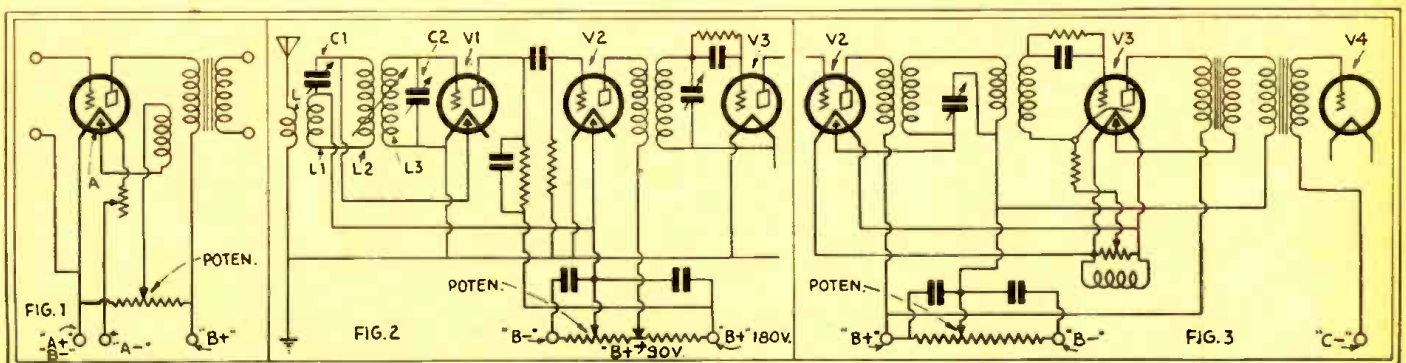 A
POTEN.
FIG.1
"A+"
"B-"
"A-"
"B+"
C1
C2
V1
V2
V3
L
L1
L2
L3
POTEN.
FIG.2
"B-"
"B+" 90V.
"B+" 180V.
V2
V3
V4
POTEN.
"B+"
"B-"
FIG.3
"C-"